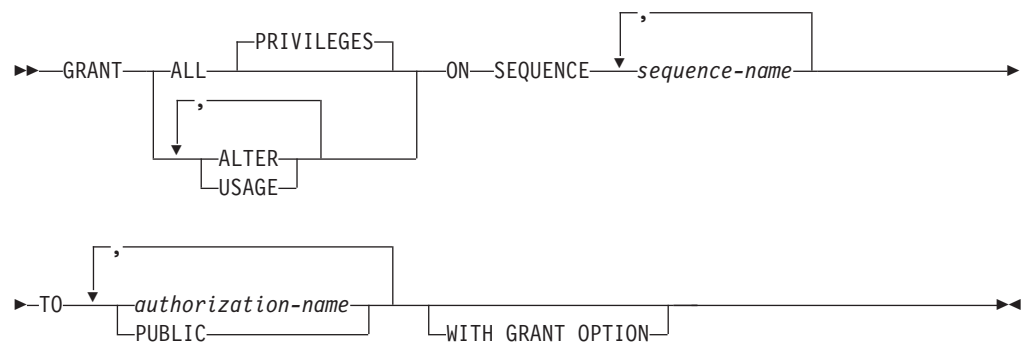 ,
PRIVILEGES
GRANT ALL ON SEQUENCE sequence-name
,
ALTER
USAGE
,
TO authorization-name
PUBLIC WITH GRANT OPTION